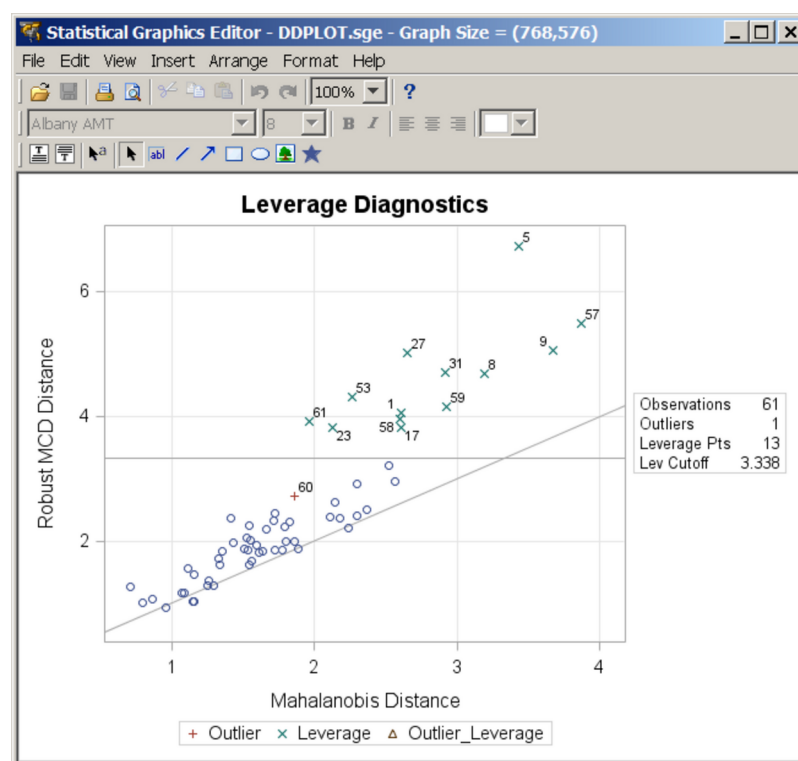 Statistical Graphics Editor - DDPLOT.sge - Graph Size = (768,576)
File Edit View Insert Arrange Format Help
100% ?
Albany AMT 8 B I
a abl
Leverage Diagnostics
5
6
57
9
27
31
8
53
59
1
61
4
58
17
23
Observations 61
Outliers 1
Leverage Pts 13
Lev Cutoff 3.338
60
2
Robust MCD Distance
1 2 3 4
Mahalanobis Distance
+ Outlier × Leverage △ Outlier_Leverage